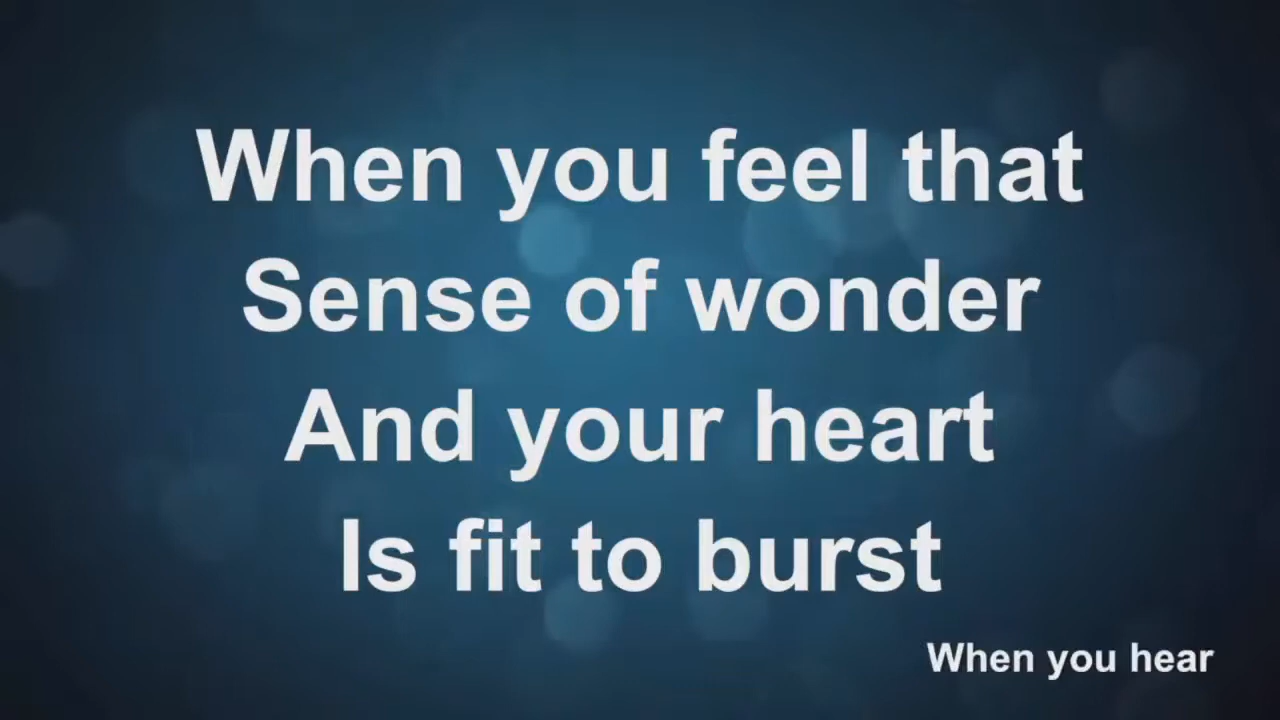 When you feel that
Sense of wonder
And your heart
Is fit to burst
When you hear